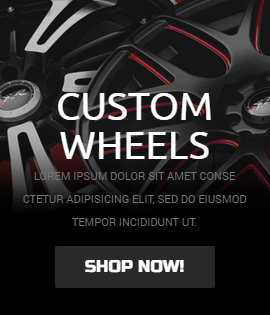 CUSTOM
WHEELS
LOREM IPSUM DOLOR SIT AMET CONSE
CTETUR ADIPISICING ELIT, SED DO EIUSMOD
TEMPOR INCIDIDUNT UT.
SHOP NOW!